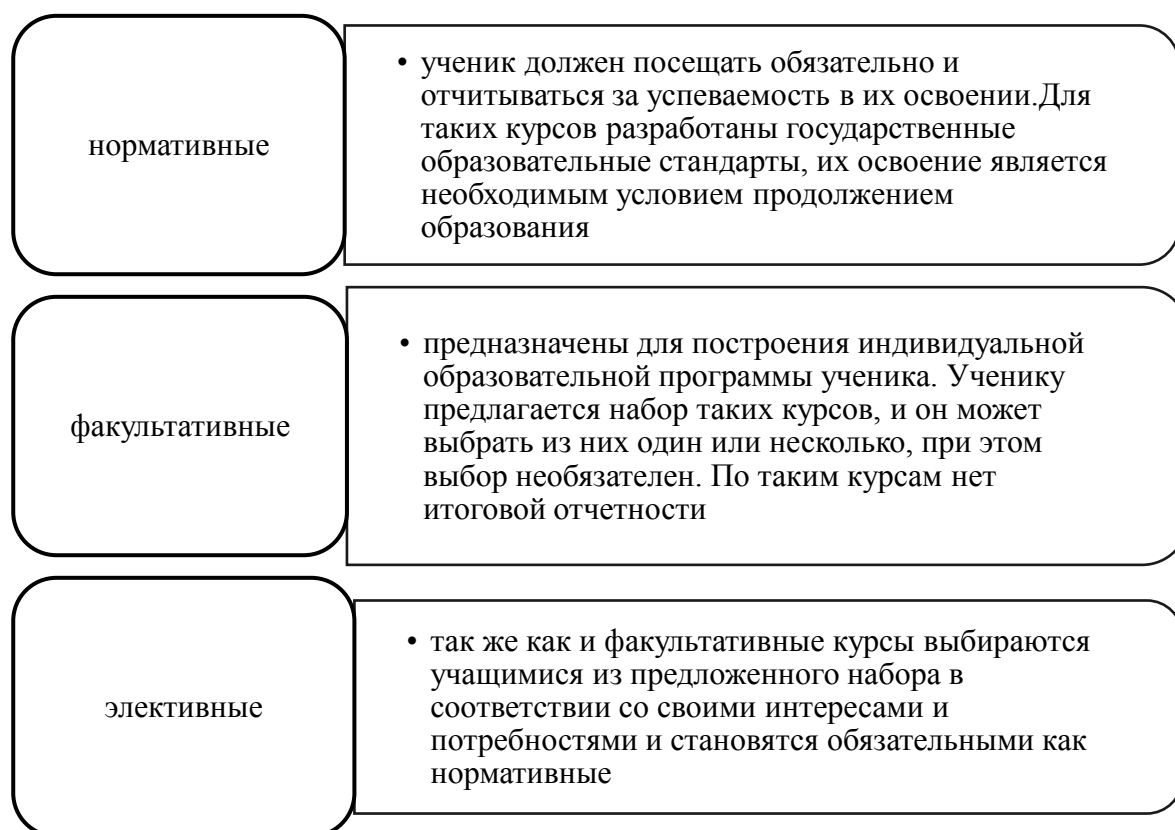 нормативные
• ученик должен посещать обязательно и
отчитываться за успеваемость в их освоении.Для
таких курсов разработаны государственные
образовательные стандарты, их освоение является
необходимым условием продолжением
образования
факультативные
• предназначены для построения индивидуальной
образовательной программы ученика. Ученику
предлагается набор таких курсов, и он может
выбрать из них один или несколько, при этом
выбор необязателен. По таким курсам нет
итоговой отчетности
элективные
• так же как и факультативные курсы выбираются
учащимися из предложенного набора в
соответствии со своими интересами и
потребностями и становятся обязательными как
нормативные